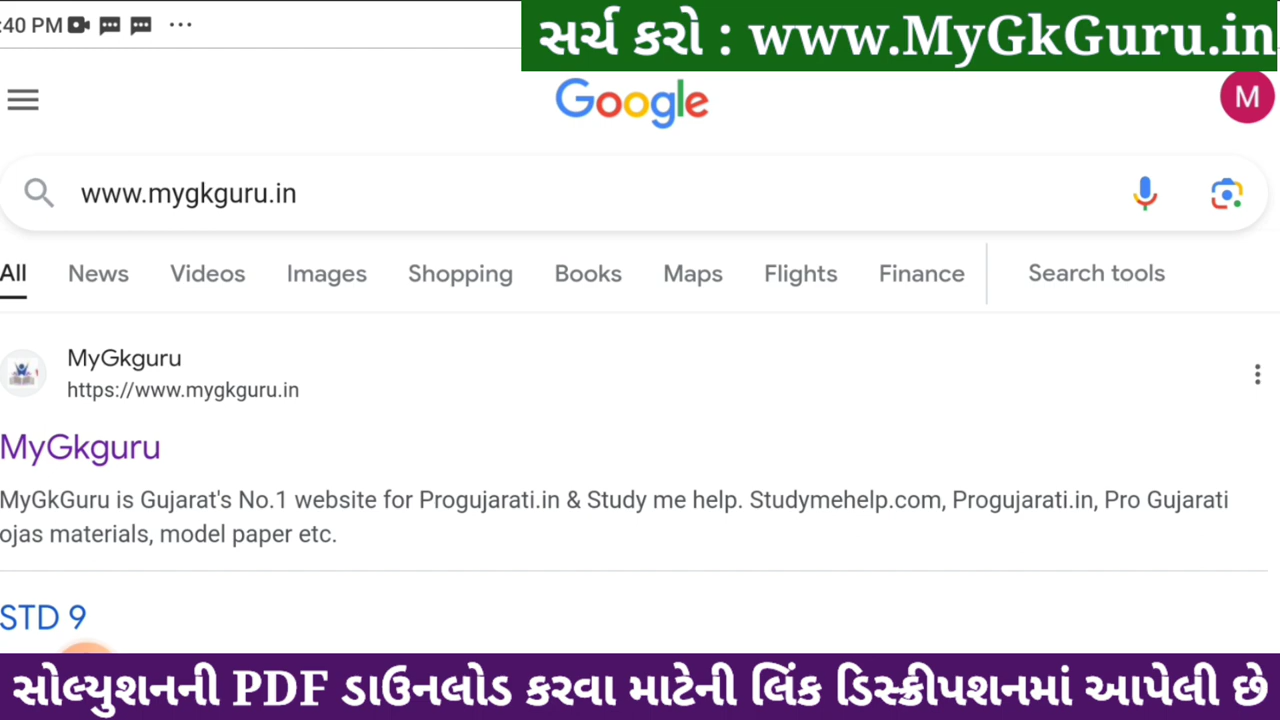 :40 PM
સર્ચ કરો : www.MyGkGuru.in
Google
M
www.mygkguru.in
All News Videos Images Shopping Books Maps Flights Finance Search tools
MyGkguru
https://www.mygkguru.in
MyGkguru
MyGkGuru is Gujarat's No.1 website for Progujarati.in & Study me help. Studymehelp.com, Progujarati.in, Pro Gujarati
ojas materials, model paper etc.
STD 9
સોલ્યુશનની PDF ડાઉનલોડ કરવા માટેની લિંક ડિસ્ક્રીપશનમાં આપેલી છે